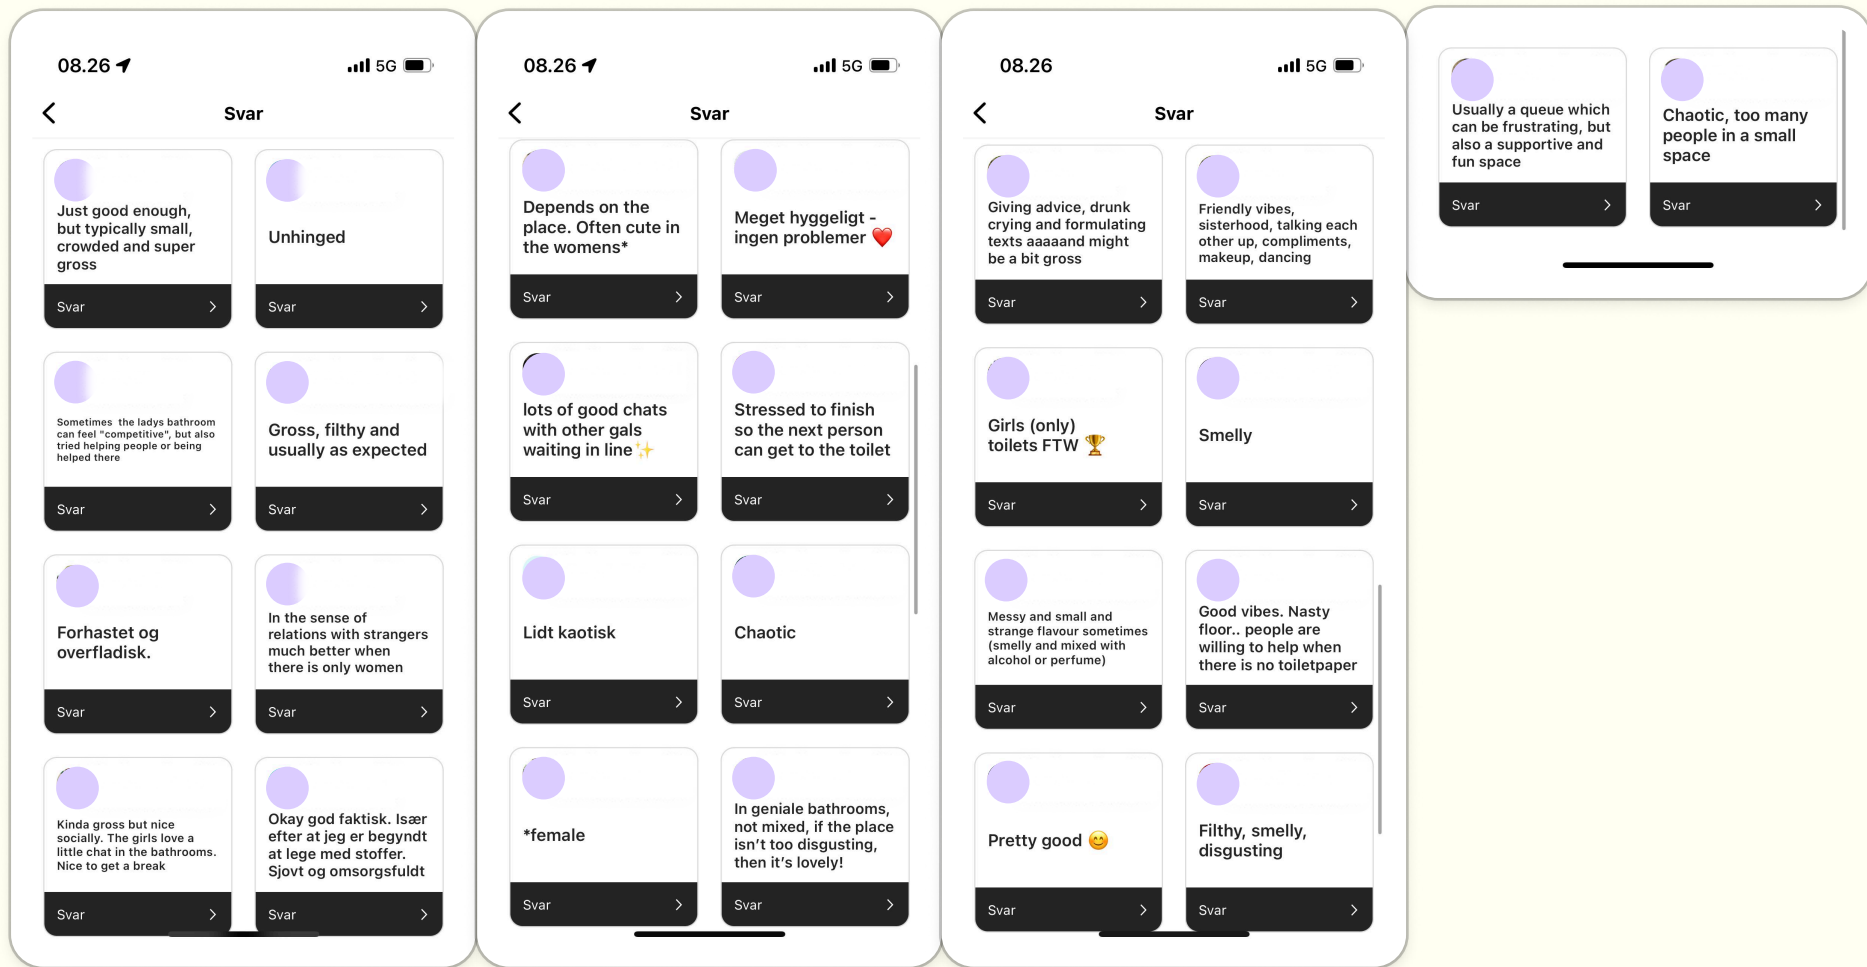 08.26
5G
Svar
Just good enough,
but typically small,
crowded and super
gross
Svar
Unhinged
Svar
Sometimes the ladys bathroom
can feel "competitive", but also
tried helping people or being
helped there
Svar
Gross, filthy and
usually as expected
Svar
Forhastet og
overfladisk.
Svar
In the sense of
relations with strangers
much better when
there is only women
Svar
Kinda gross but nice
socially. The girls love a
little chat in the bathrooms.
Nice to get a break
Svar
Okay god faktisk. Især
efter at jeg er begyndt
at lege med stoffer.
Sjovt og omsorgsfuldt
Svar
08.26
5G
Svar
Depends on the
place. Often cute in
the womens*
Svar
Meget hyggeligt -
ingen problemer ❤️
Svar
lots of good chats
with other gals
waiting in line✨
Svar
Stressed to finish
so the next person
can get to the toilet
Svar
Lidt kaotisk
Svar
Chaotic
Svar
*female
Svar
In geniale bathrooms,
not mixed, if the place
isn't too disgusting,
then it's lovely!
Svar
08.26
5G
Svar
Giving advice, drunk
crying and formulating
texts aaaaand might
be a bit gross
Svar
Friendly vibes,
sisterhood, talking each
other up, compliments,
makeup, dancing
Svar
Girls (only)
toilets FTW 🏆
Svar
Smelly
Svar
Messy and small and
strange flavour sometimes
(smelly and mixed with
alcohol or perfume)
Svar
Good vibes. Nasty
floor.. people are
willing to help when
there is no toiletpaper
Svar
Pretty good 😊
Svar
Filthy, smelly,
disgusting
Svar
Usually a queue which
can be frustrating, but
also a supportive and
fun space
Svar
Chaotic, too many
people in a small
space
Svar